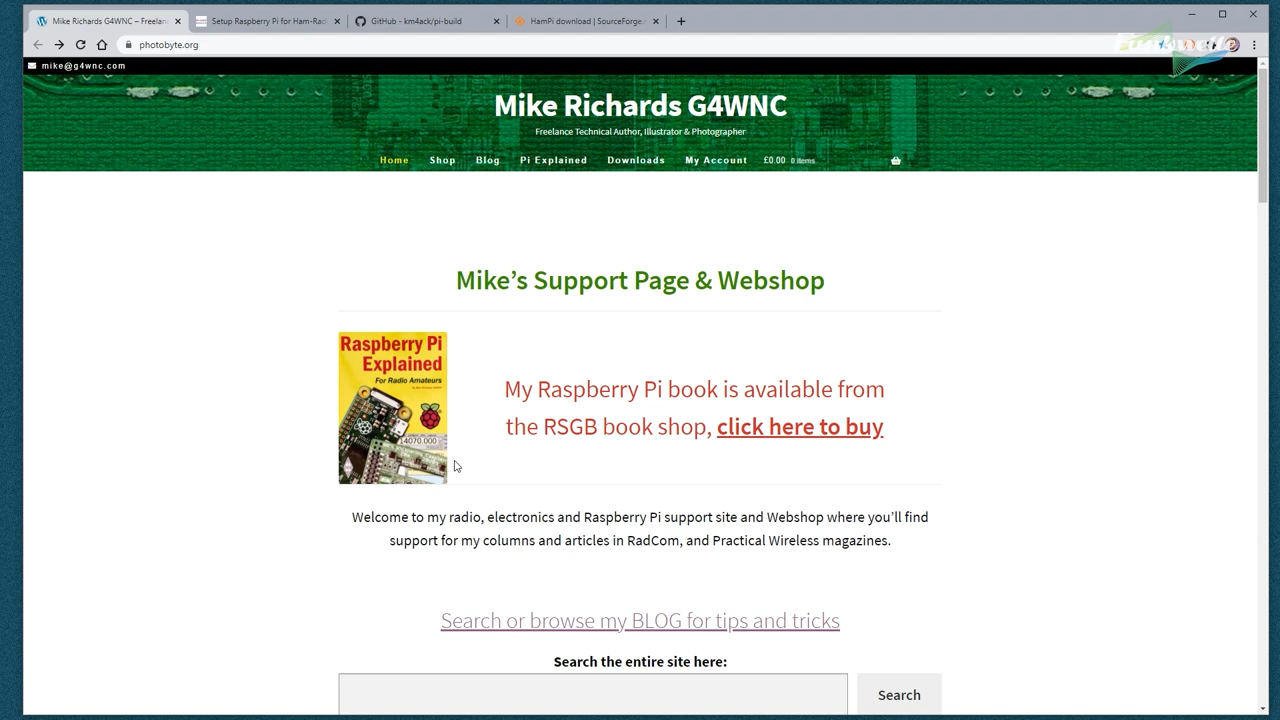 Mike Richards G4WNC – Freelan
Setup Raspberry Pi for Ham-Rad
GitHub - km4ack/pi-build
HamPi download | SourceForge.n
photobyte.org
mike@g4wnc.com
Mike Richards G4WNC
Freelance Technical Author, Illustrator & Photographer
Home Shop Blog Pi Explained Downloads My Account £0.00 0 items
Mike’s Support Page & Webshop
Raspberry Pi
Explained
For Radio Amateurs
14070.000
My Raspberry Pi book is available from
the RSGB book shop, click here to buy
Welcome to my radio, electronics and Raspberry Pi support site and Webshop where you’ll find
support for my columns and articles in RadCom, and Practical Wireless magazines.
Search or browse my BLOG for tips and tricks
Search the entire site here:
Search